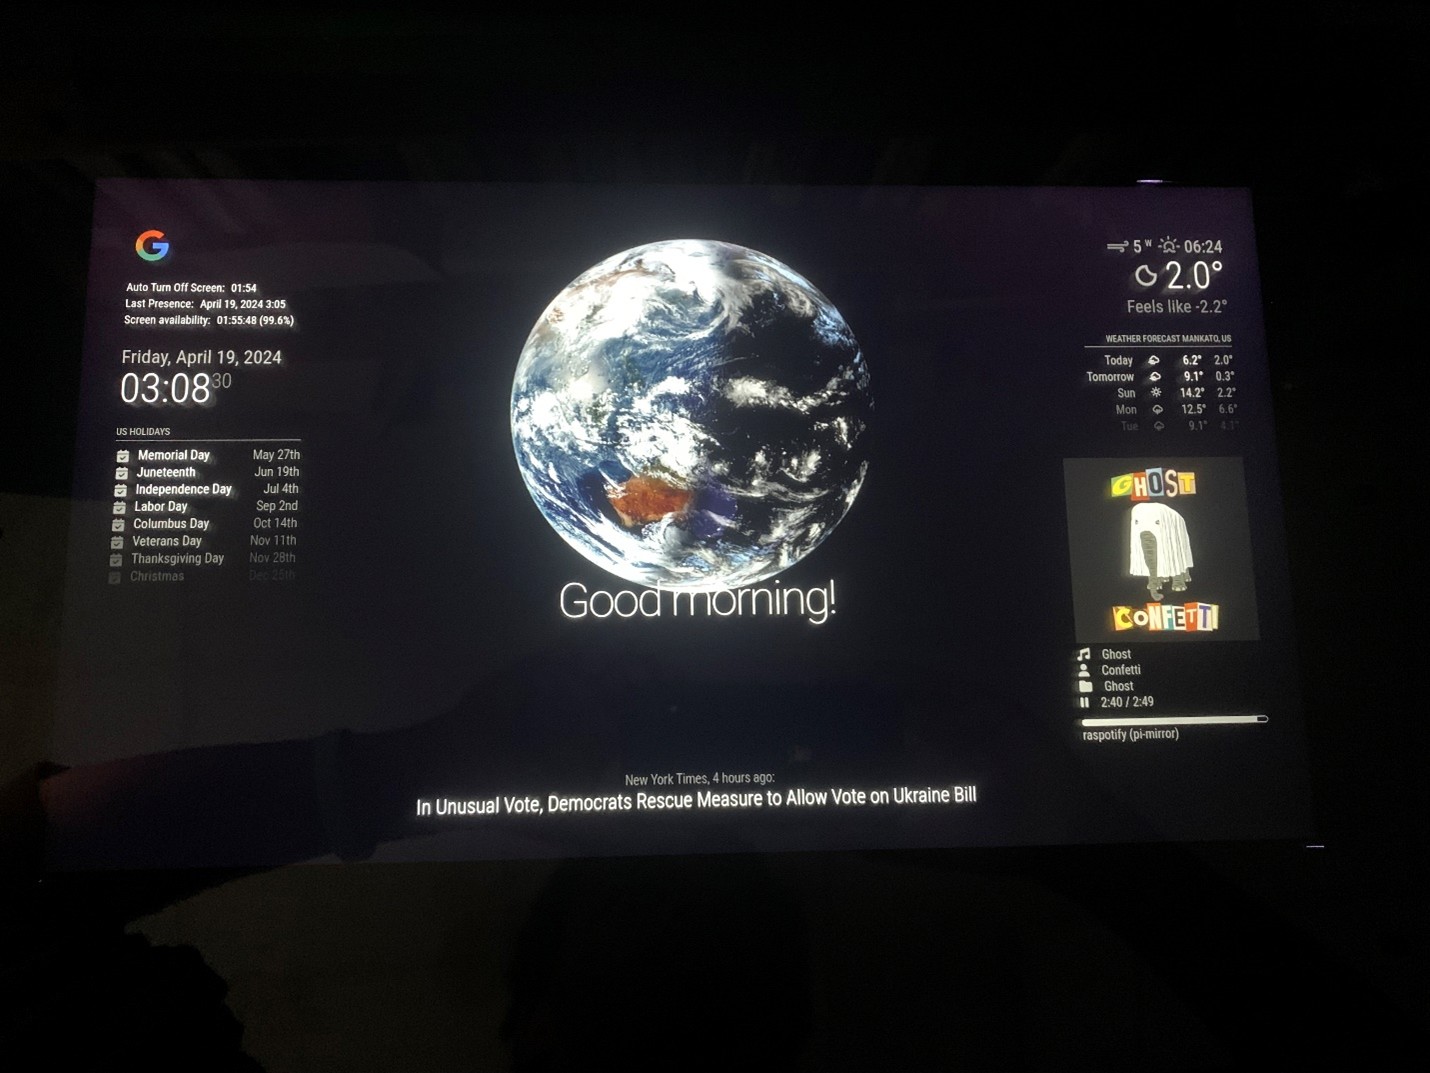 G
Auto Turn Off Screen: 01:54
Last Presence: April 19, 2024 3:05
Screen availability: 01:55:48 (99.6%)
Friday, April 19, 2024
03:08 30
US HOLIDAYS
Memorial Day May 27th
Juneteenth Jun 19th
Independence Day Jul 4th
Labor Day Sep 2nd
Columbus Day Oct 14th
Veterans Day Nov 11th
Thanksgiving Day Nov 28th
Christmas Dec 25th
Good morning!
New York Times, 4 hours ago:
In Unusual Vote, Democrats Rescue Measure to Allow Vote on Ukraine Bill
5 W 06:24
2.0°
Feels like -2.2°
WEATHER FORECAST MANKATO, US
Today 6.2° 2.0°
Tomorrow 9.1° 0.3°
Sun 14.2° 2.2°
Mon 12.5° 6.6°
Tue 9.1° 4.3°
GHOST
CONFETTI
Ghost
Confetti
Ghost
2:40 / 2:49
raspotify (pi-mirror)